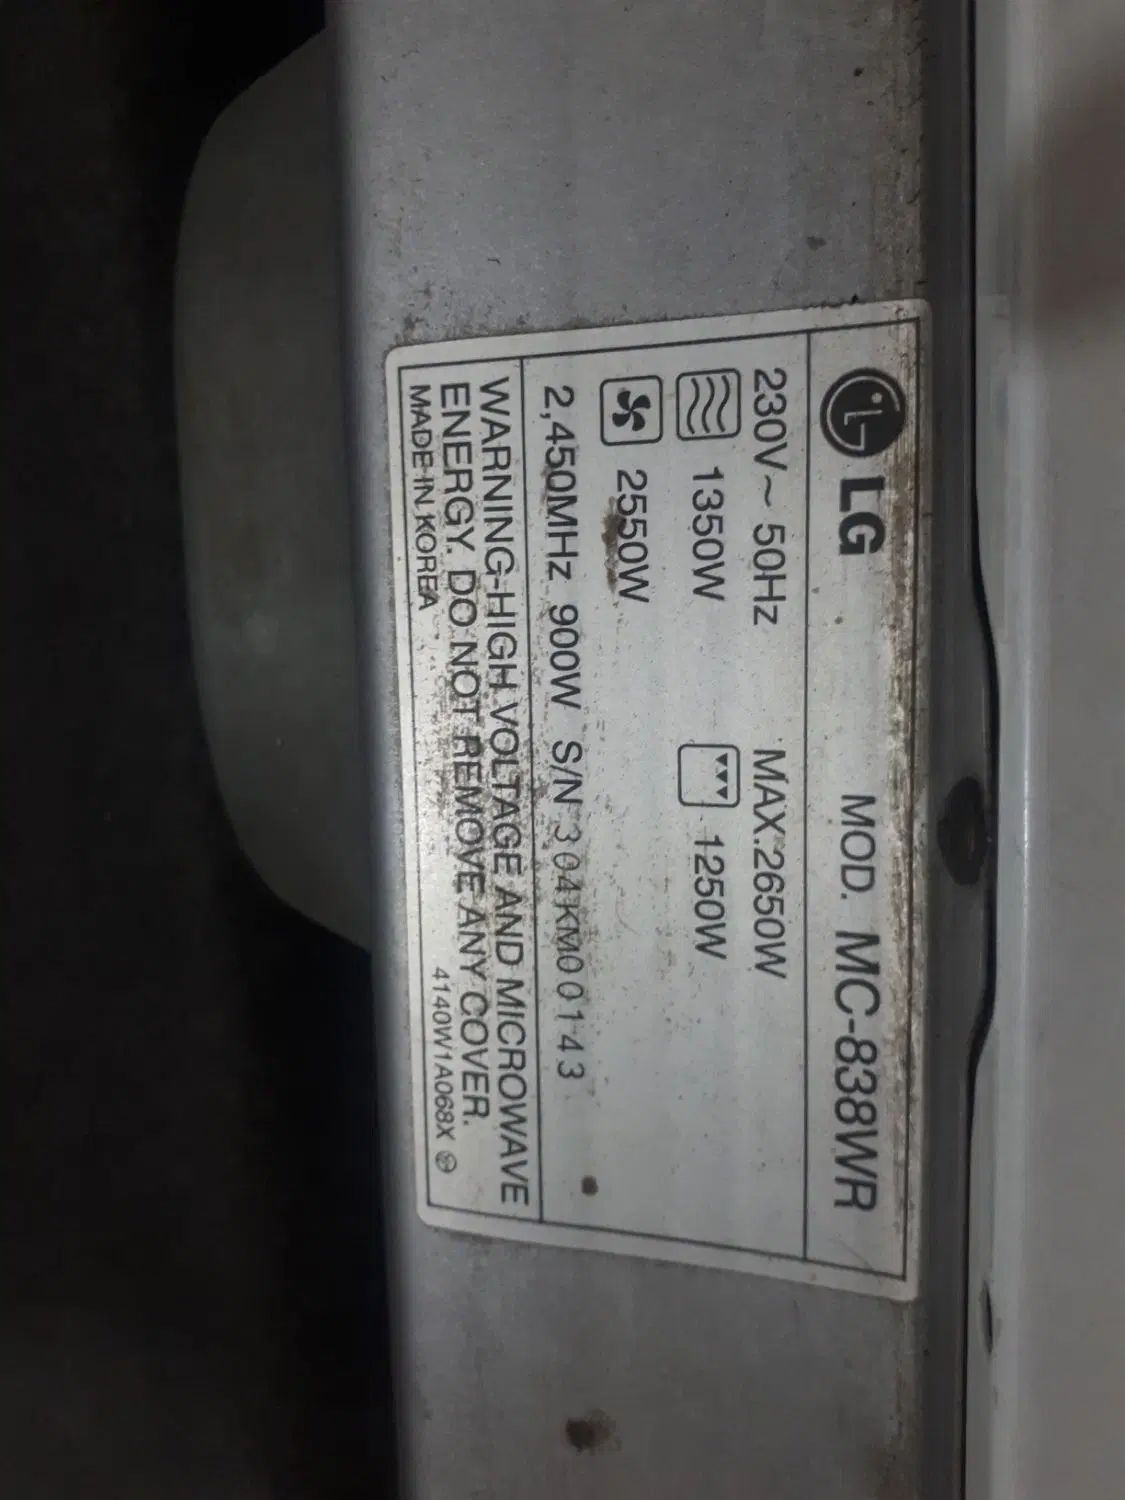 LG MOD. MC-838WR
230V~ 50Hz MAX.2650W
1350W 1250W
2550W
2,450MHz 900W S/N 304KM00143
WARNING-HIGH VOLTAGE AND MICROWAVE
ENERGY. DO NOT REMOVE ANY COVER.
MADE IN KOREA 4140W1A068X